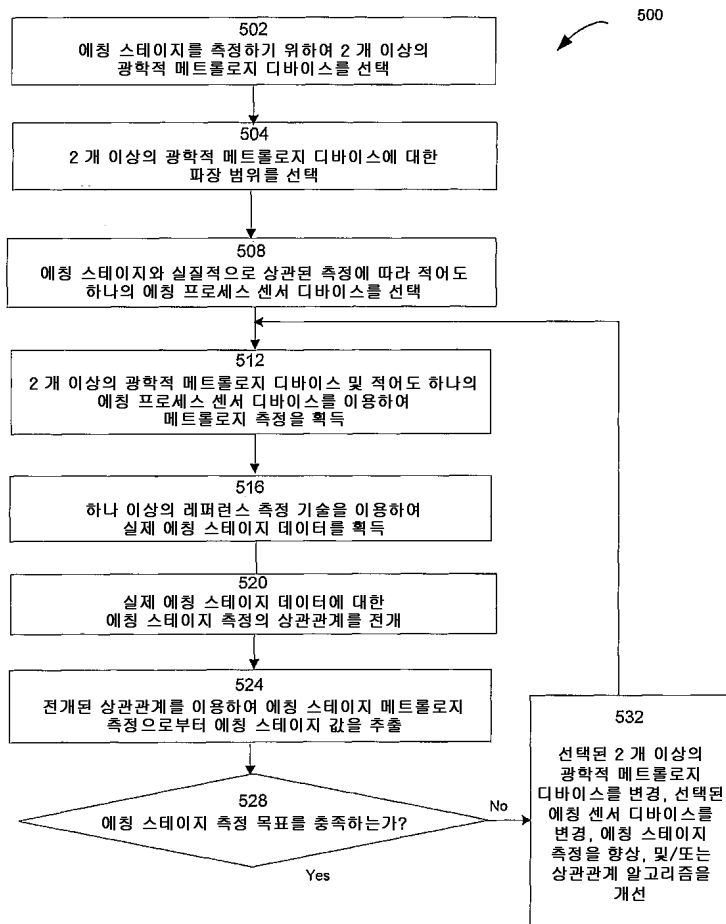 500
502
에칭 스테이지를 측정하기 위하여 2 개 이상의
광학적 메트롤로지 디바이스를 선택
504
2 개 이상의 광학적 메트롤로지 디바이스에 대한
파장 범위를 선택
508
에칭 스테이지와 실질적으로 상관된 측정에 따라 적어도
하나의 에칭 프로세스 센서 디바이스를 선택
512
2 개 이상의 광학적 메트롤로지 디바이스 및 적어도 하나의
에칭 프로세스 센서 디바이스를 이용하여
메트롤로지 측정을 획득
516
하나 이상의 레퍼런스 측정 기술을 이용하여
실제 에칭 스테이지 데이터를 획득
520
실제 에칭 스테이지 데이터에 대한
에칭 스테이지 측정의 상관관계를 전개
524
전개된 상관관계를 이용하여 에칭 스테이지 메트롤로지
측정으로부터 에칭 스테이지 값을 추출
528
에칭 스테이지 측정 목표를 충족하는가?
No
Yes
532
선택된 2 개 이상의
광학적 메트롤로지
디바이스를 변경, 선택된
에칭 센서 디바이스를
변경, 에칭 스테이지
측정을 향상, 및/또는
상관관계 알고리즘을
개선